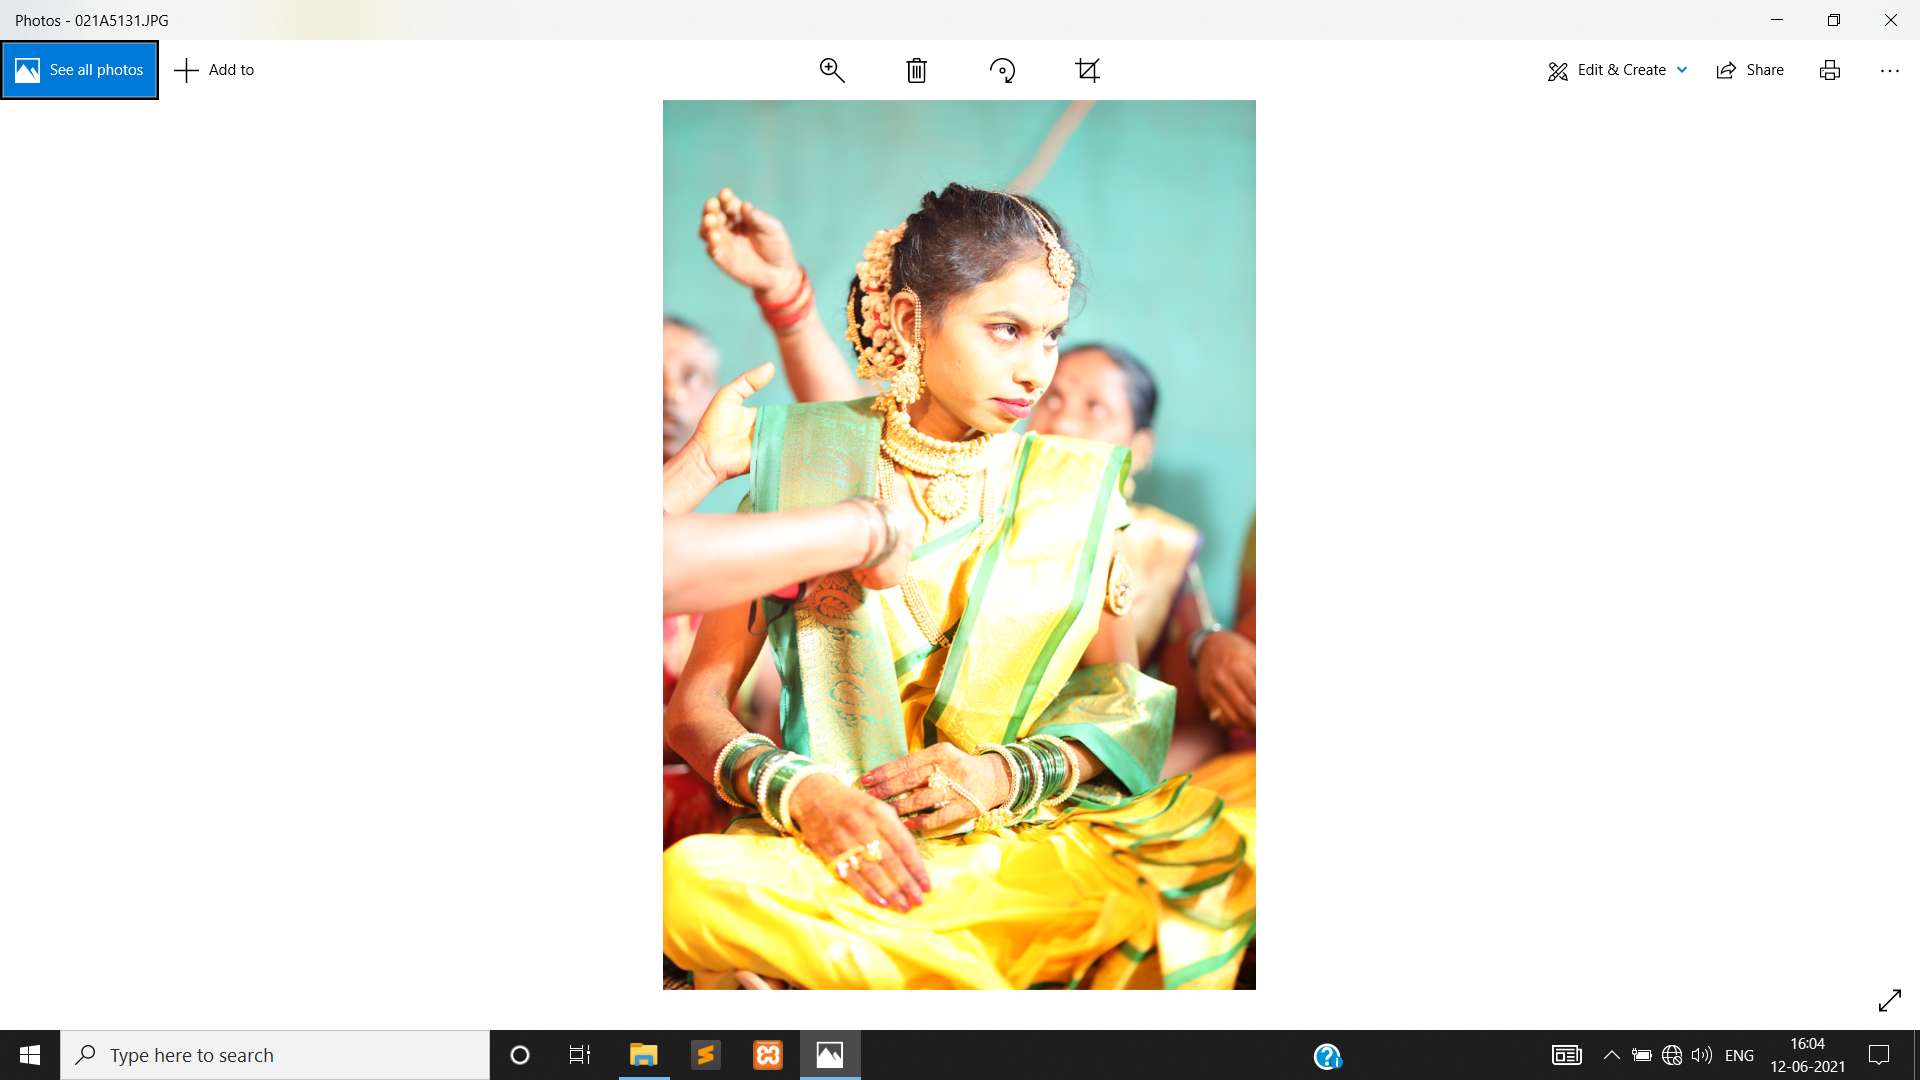 Photos - 021A5131.JPG
See all photos
Add to
Edit & Create
Share
Type here to search
ENG
16:04
12-06-2021